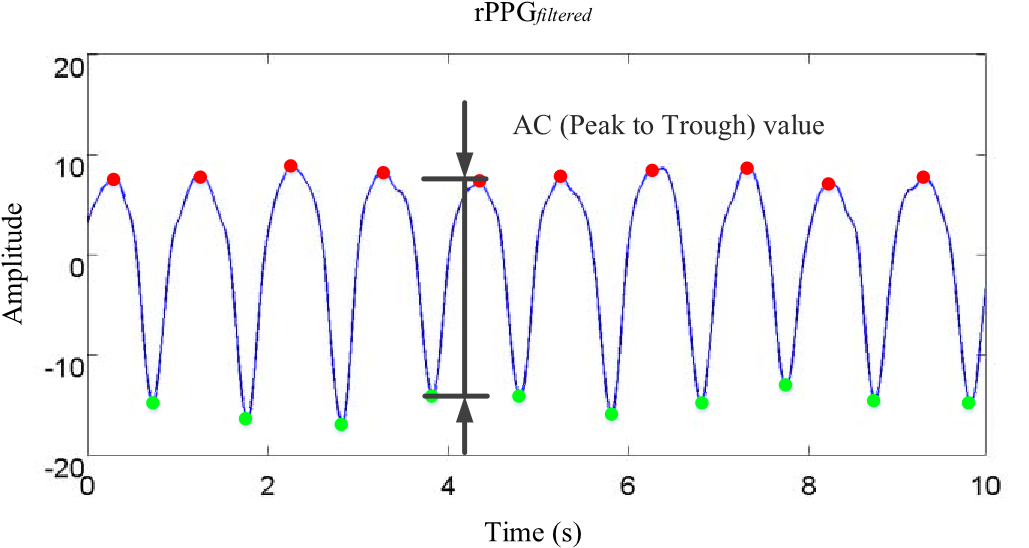 rPPGfiltered
20
AC (Peak to Trough) value
10
0
-10
-20
0 2 4 6 8 10
Amplitude
Time (s)